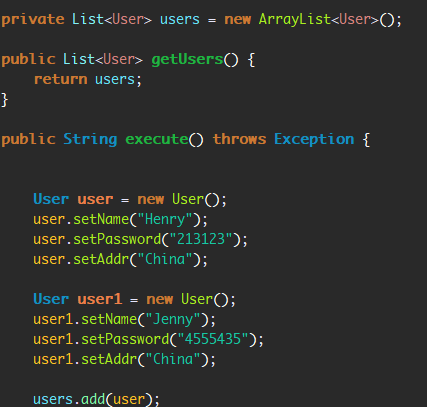 private List<User> users = new ArrayList<User>();
public List<User> getUsers() {
return users;
}
public String execute() throws Exception {
User user = new User();
user.setName("Henry");
user.setPassword("213123");
user.setAddr("China");
User user1 = new User();
user1.setName("Jenny");
user1.setPassword("4555435");
user1.setAddr("China");
users.add(user);